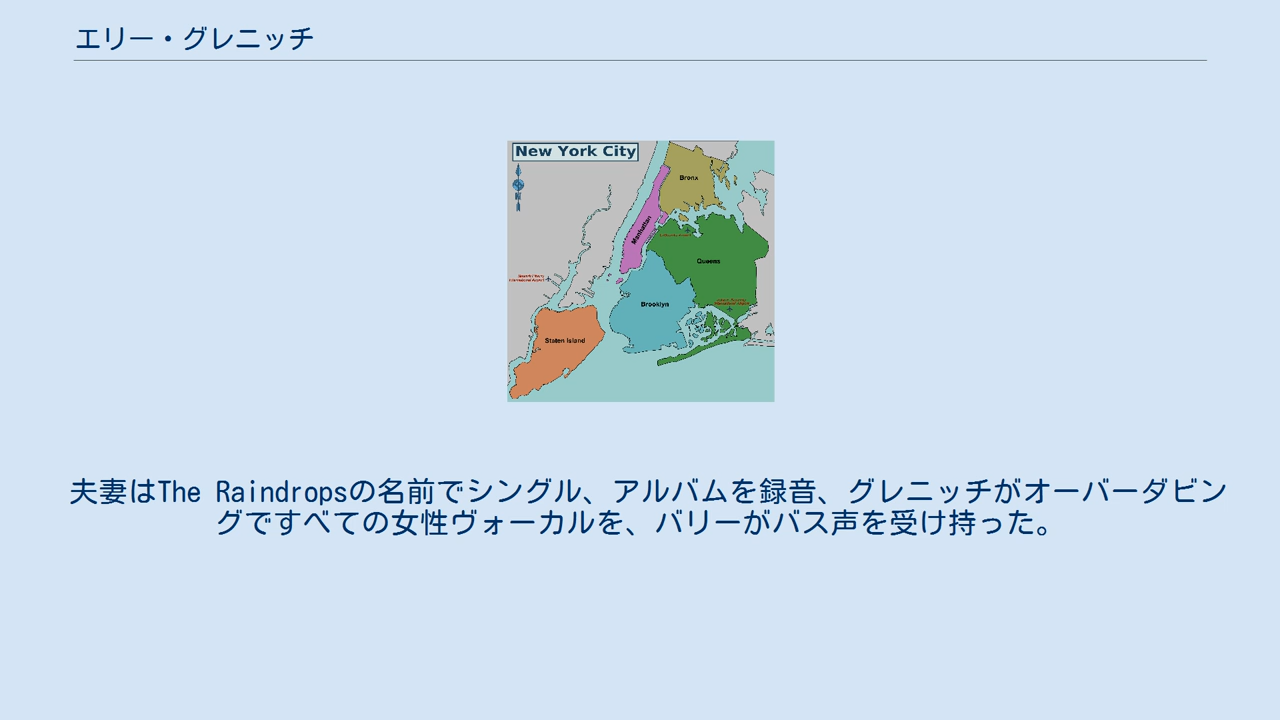 エリー・グレニッチ
New York City
Bronx
Manhattan
Queens
Brooklyn
Staten Island
夫妻はThe Raindropsの名前でシングル、アルバムを録音、グレニッチがオーバーダビン
グですべての女性ヴォーカルを、バリーがバス声を受け持った。